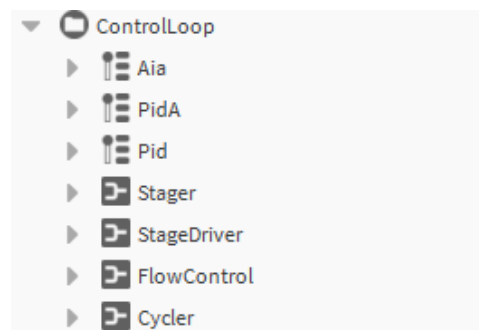 ControlLoop
Aia
PidA
Pid
Stager
StageDriver
FlowControl
Cycler